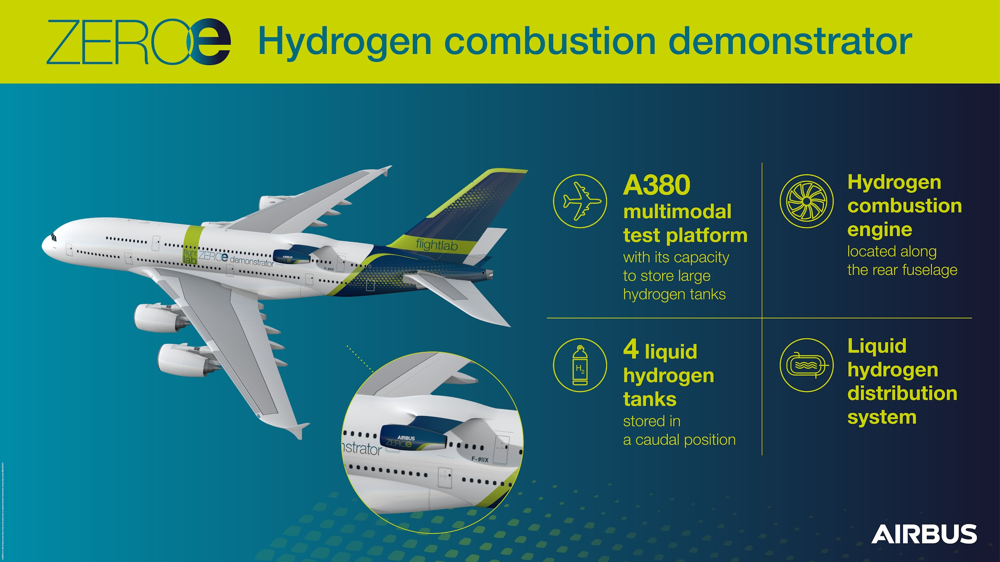 ZEROe Hydrogen combustion demonstrator
flightlab
flight
lab
ZEROe demonstrator
AIRBUS
ZEROe
F-#IIX
AIRBUS
ZEROe
nstrator
F-#IIX
A380
multimodal
test platform
with its capacity
to store large
hydrogen tanks
Hydrogen
combustion
engine
located along
the rear fuselage
H2
4 liquid
hydrogen
tanks
stored in
a caudal position
Liquid
hydrogen
distribution
system
AIRBUS